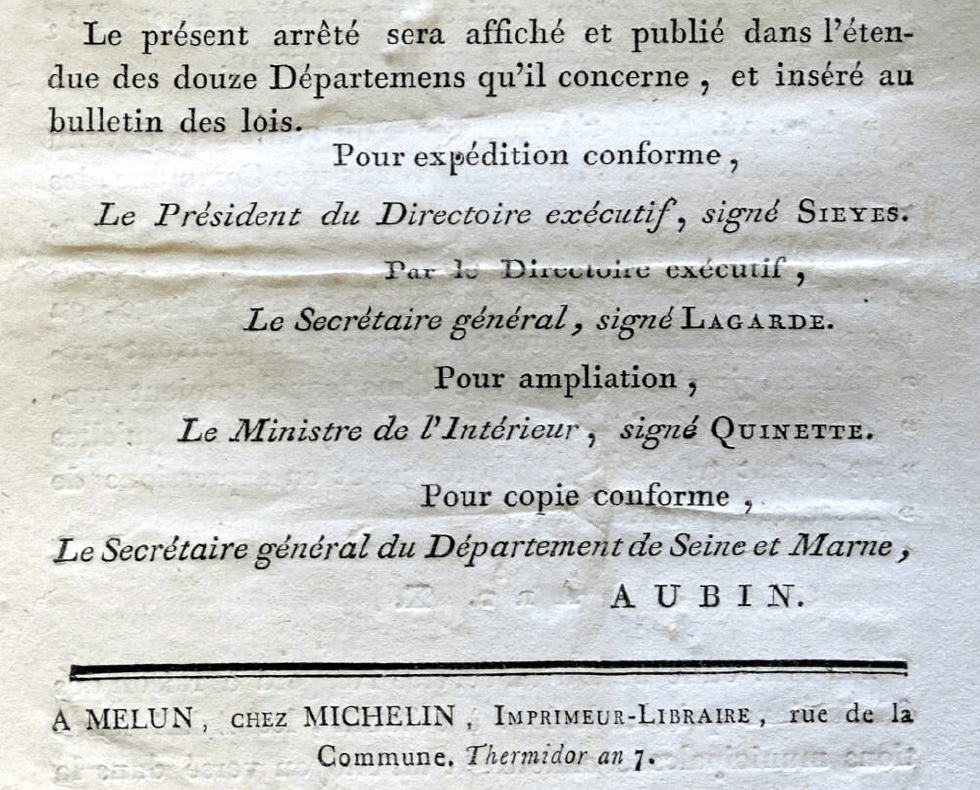 Le présent arrêté sera affiché et publié dans l'éten-
due des douze Départemens qu'il concerne, et inséré au
bulletin des lois.
Pour expédition conforme,
Le Président du Directoire exécutif, signé SIEYES.
Par le Directoire exécutif,
Le Secrétaire général, signé LAGARDE.
Pour ampliation,
Le Ministre de l'Intérieur, signé QUINETTE.
Pour copie conforme,
Le Secrétaire général du Département de Seine et Marne,
AUBIN.
A MELUN, CHEZ MICHELIN, IMPRIMEUR-LIBRAIRE, rue de la
Commune. Thermidor an 7.